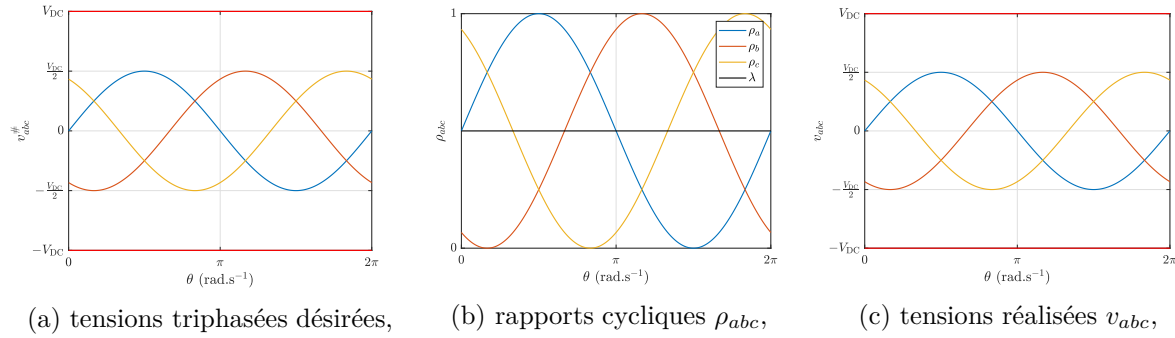 V_DC
V_DC/2
0
−V_DC/2
−V_DC
v^#_abc
0
π
2π
θ (rad.s⁻¹)
(a) tensions triphasées désirées,
1
0
0
ρ_abc
ρ_a
ρ_b
ρ_c
λ
0
π
2π
θ (rad.s⁻¹)
(b) rapports cycliques ρ_abc,
V_DC
V_DC/2
0
−V_DC/2
−V_DC
v_abc
0
π
2π
θ (rad.s⁻¹)
(c) tensions réalisées v_abc,